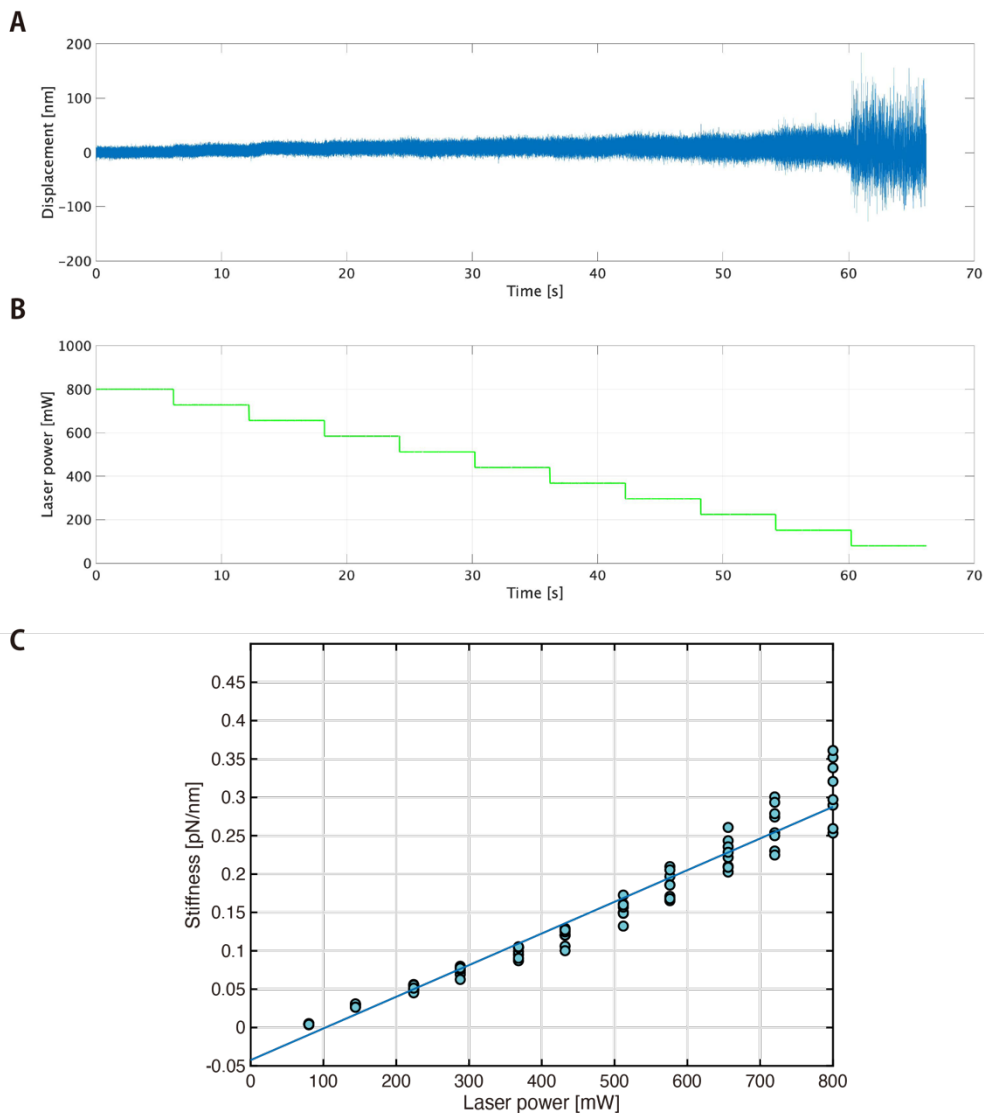 A
Displacement [nm]
200
100
0
−100
−200
0 10 20 30 40 50 60 70
Time [s]
B
Laser power [mW]
1000
800
600
400
200
0
0 10 20 30 40 50 60 70
Time [s]
C
Stiffness [pN/nm]
0.45
0.4
0.35
0.3
0.25
0.2
0.15
0.1
0.05
0
-0.05
0 100 200 300 400 500 600 700 800
Laser power [mW]